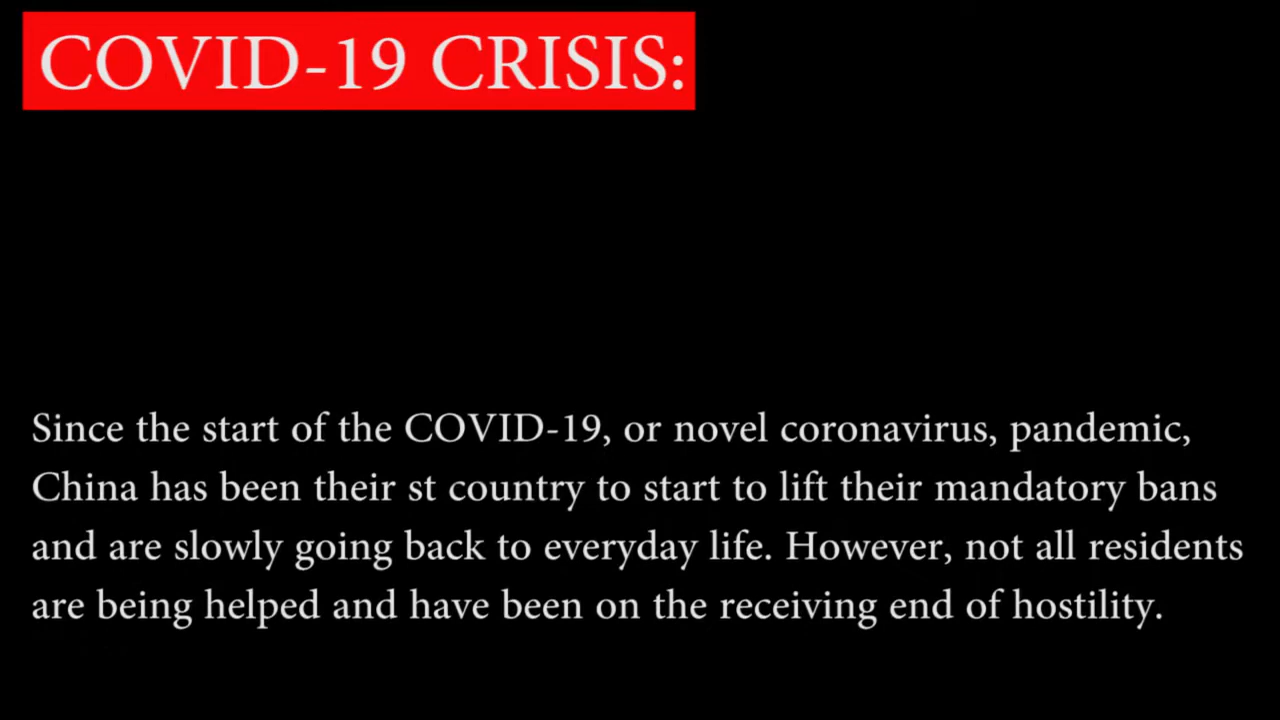 COVID-19 CRISIS:
Since the start of the COVID-19, or novel coronavirus, pandemic,
China has been their st country to start to lift their mandatory bans
and are slowly going back to everyday life. However, not all residents
are being helped and have been on the receiving end of hostility.